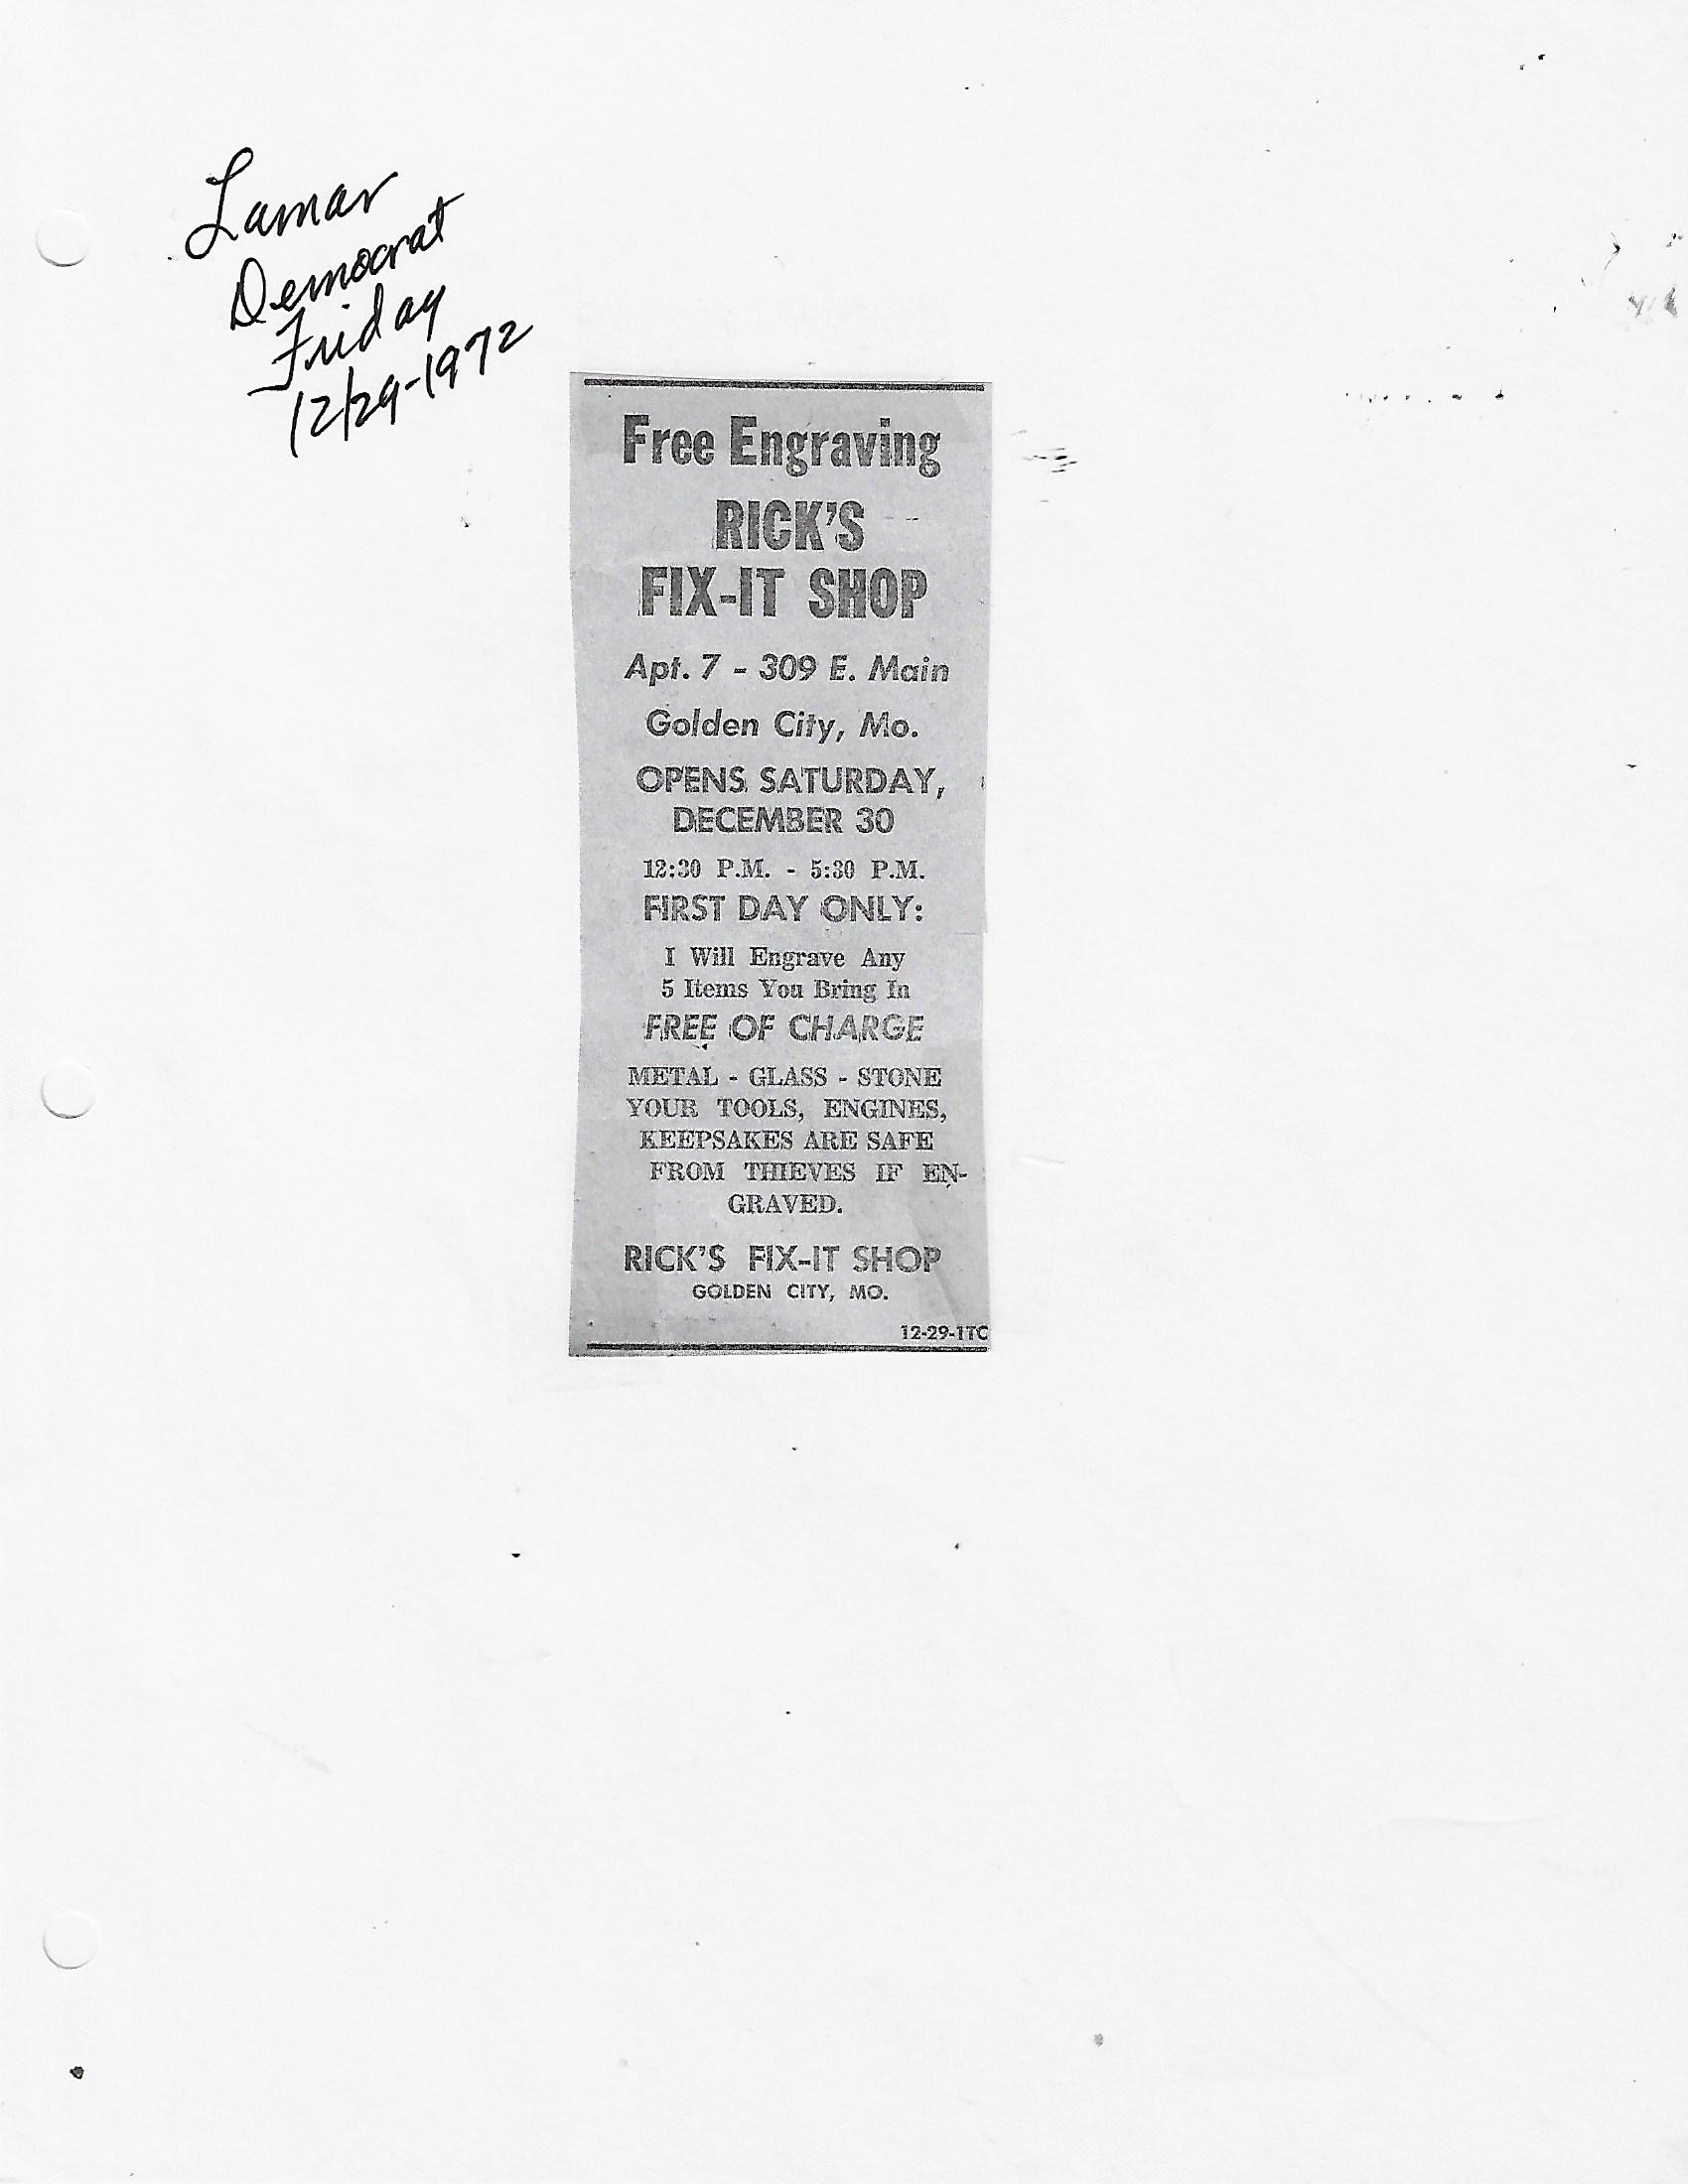 Lamar
Democrat
Friday
12/29-1972
Free Engraving
RICK'S
FIX-IT SHOP
Apt. 7 - 309 E. Main
Golden City, Mo.
OPENS SATURDAY,
DECEMBER 30
12:30 P.M. - 5:30 P.M.
FIRST DAY ONLY:
I Will Engrave Any
5 Items You Bring In
FREE OF CHARGE
METAL - GLASS - STONE
YOUR TOOLS, ENGINES,
KEEPSAKES ARE SAFE
FROM THIEVES IF EN-
GRAVED.
RICK'S FIX-IT SHOP
GOLDEN CITY, MO.
12-29-1TC